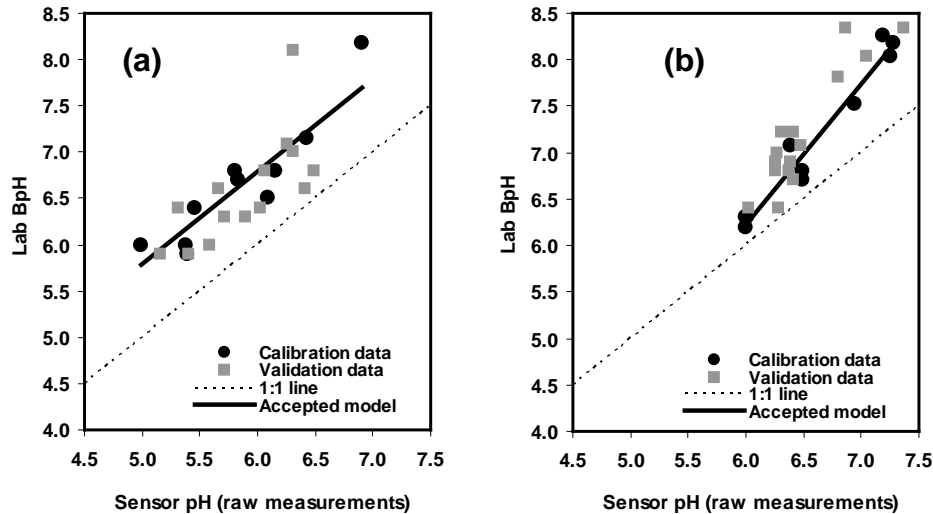 (a)
8.5
8.0
7.5
7.0
6.5
6.0
5.5
5.0
4.5
4.0
Lab BpH
Calibration data
Validation data
1:1 line
Accepted model
4.5 5.0 5.5 6.0 6.5 7.0 7.5
Sensor pH (raw measurements)
(b)
8.5
8.0
7.5
7.0
6.5
6.0
5.5
5.0
4.5
4.0
Lab BpH
Calibration data
Validation data
1:1 line
Accepted model
4.5 5.0 5.5 6.0 6.5 7.0 7.5
Sensor pH (raw measurements)